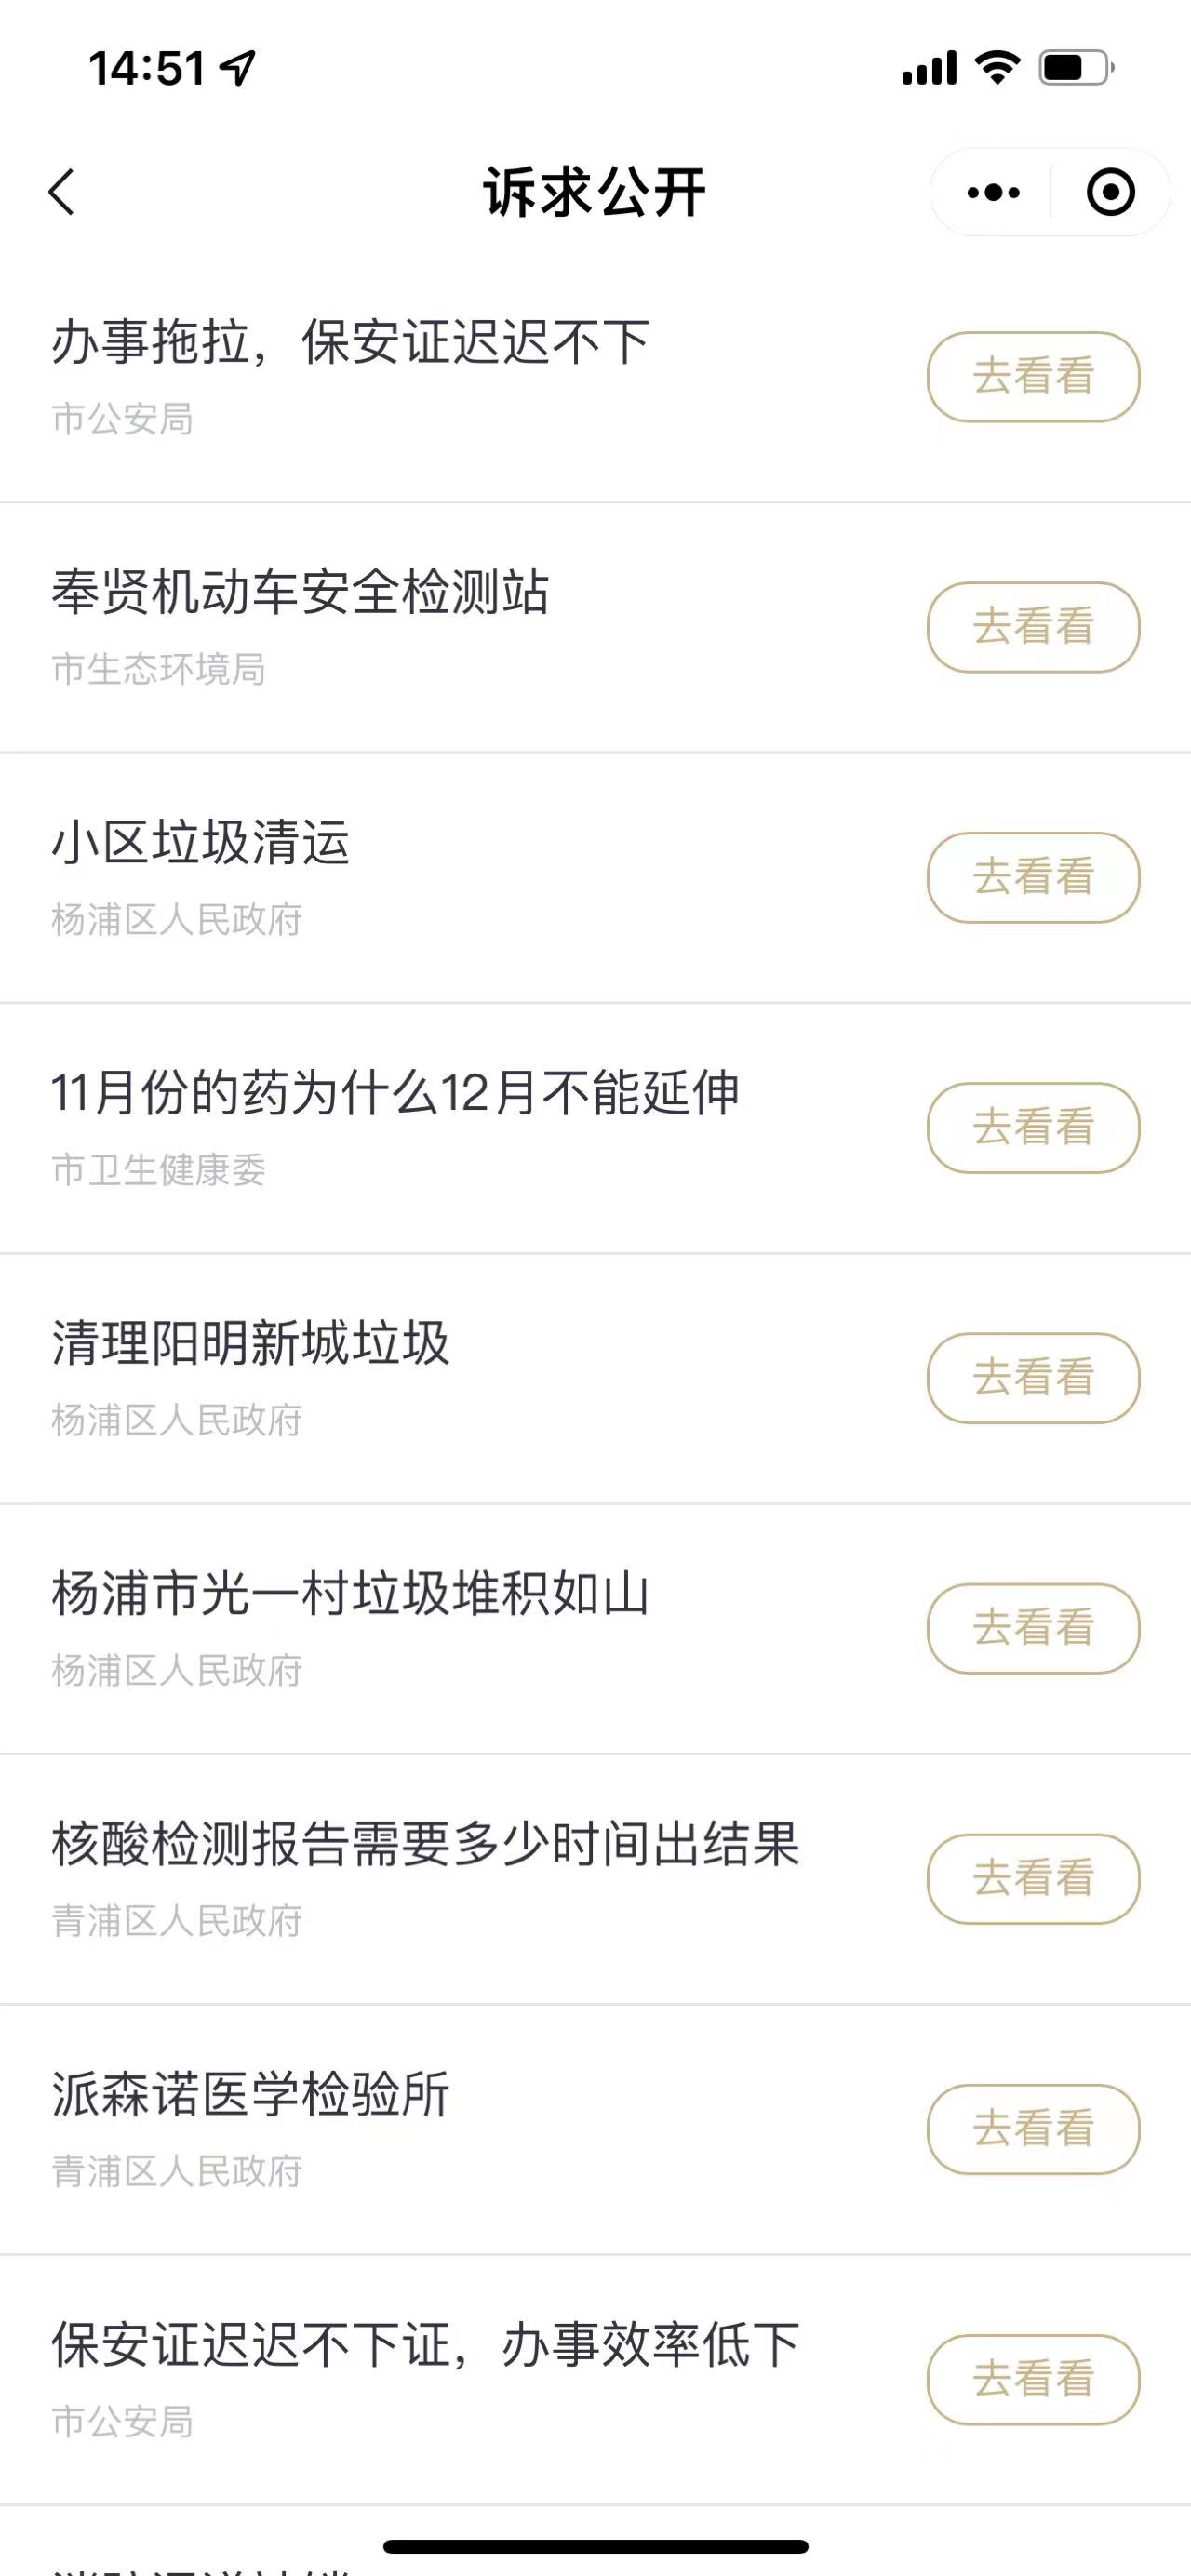 14:51
诉求公开
办事拖拉，保安证迟迟不下
市公安局
去看看
奉贤机动车安全检测站
市生态环境局
去看看
小区垃圾清运
杨浦区人民政府
去看看
11月份的药为什么12月不能延伸
市卫生健康委
去看看
清理阳明新城垃圾
杨浦区人民政府
去看看
杨浦市光一村垃圾堆积如山
杨浦区人民政府
去看看
核酸检测报告需要多少时间出结果
青浦区人民政府
去看看
派森诺医学检验所
青浦区人民政府
去看看
保安证迟迟不下证，办事效率低下
市公安局
去看看